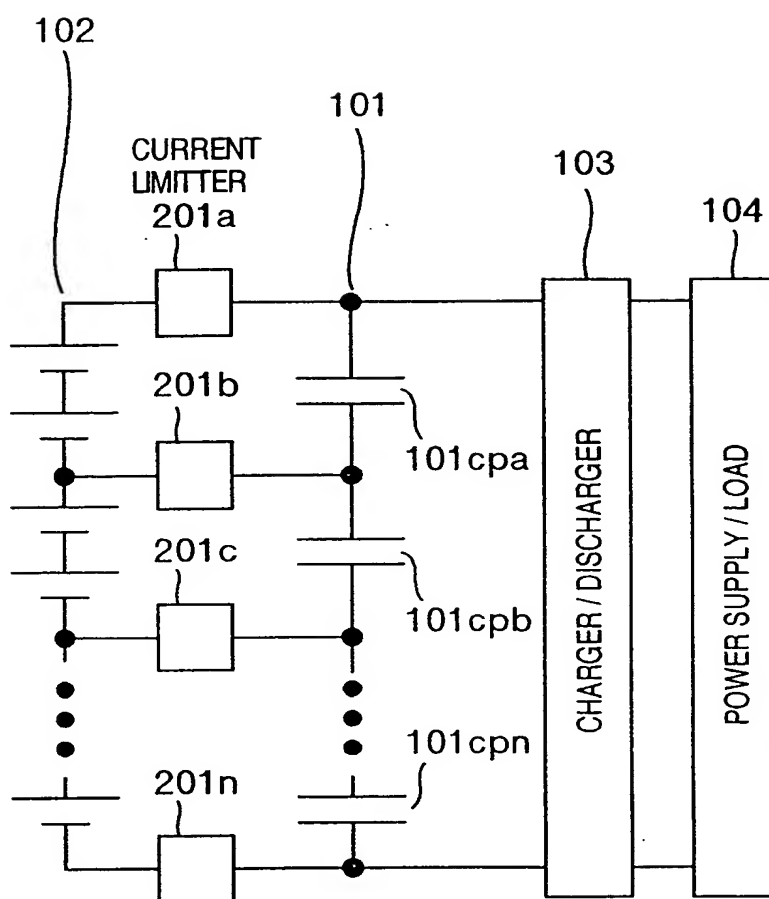 102
101
CURRENT
LIMITTER
201a
103
104
201b
101cpa
201c
101cpb
CHARGER / DISCHARGER
POWER SUPPLY / LOAD
201n
101cpn